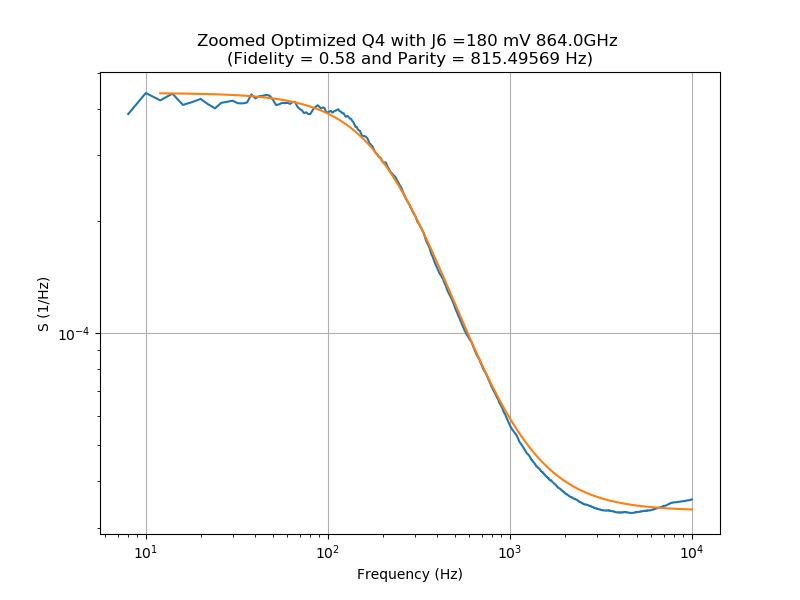 Zoomed Optimized Q4 with J6 =180 mV 864.0GHz
(Fidelity = 0.58 and Parity = 815.49569 Hz)
S (1/Hz)
10⁻⁴
10¹ 10² 10³ 10⁴
Frequency (Hz)